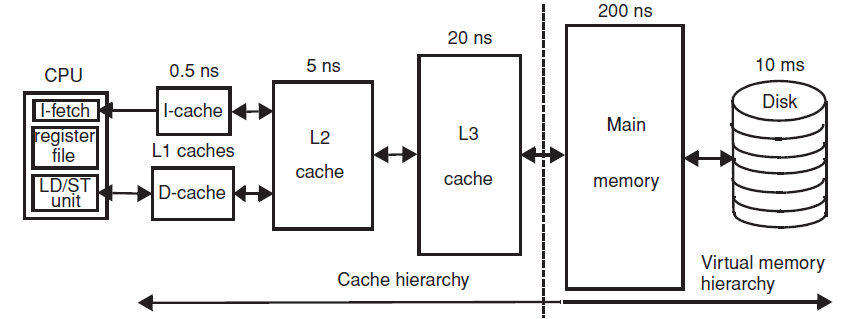 200 ns
20 ns
10 ms
5 ns
0.5 ns
CPU
I-fetch
register
file
LD/ST
unit
I-cache
L1 caches
D-cache
L2
cache
L3
cache
Main
memory
Disk
Cache hierarchy
Virtual memory
hierarchy